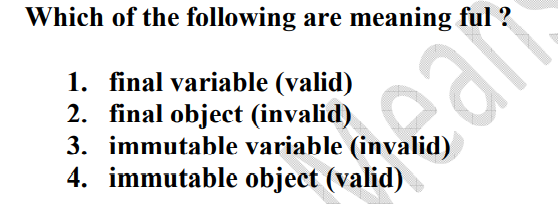 Which of the following are meaning ful ?
1. final variable (valid)
2. final object (invalid)
3. immutable variable (invalid)
4. immutable object (valid)